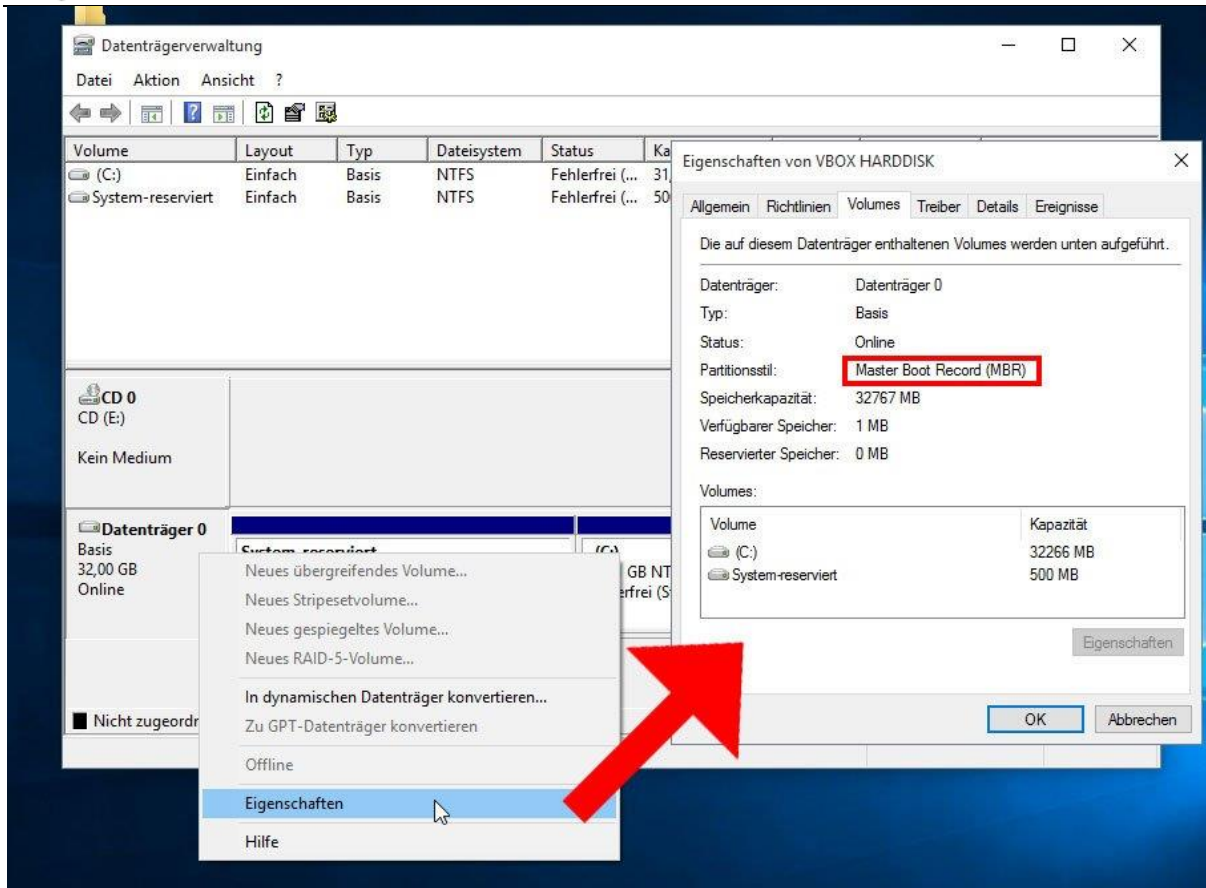 Datenträgerverwaltung
Datei Aktion Ansicht ?
Volume Layout Typ Dateisystem Status
(C:) Einfach Basis NTFS Fehlerfrei (... 31,
System-reserviert Einfach Basis NTFS Fehlerfrei (... 50
CD 0
CD (E:)
Kein Medium
Datenträger 0
Basis
32,00 GB
Online
System-reserviert (C:)
GB NT
Nicht zugeordn
Neues übergreifendes Volume...
Neues Stripesetvolume...
Neues gespiegeltes Volume...
Neues RAID-5-Volume...
In dynamischen Datenträger konvertieren...
Zu GPT-Datenträger konvertieren
Offline
Eigenschaften
Hilfe
Eigenschaften von VBOX HARDDISK
Allgemein Richtlinien Volumes Treiber Details Ereignisse
Die auf diesem Datenträger enthaltenen Volumes werden unten aufgeführt.
Datenträger: Datenträger 0
Typ: Basis
Status: Online
Partitionsstil: Master Boot Record (MBR)
Speicherkapazität: 32767 MB
Verfügbarer Speicher: 1 MB
Reservierter Speicher: 0 MB
Volumes:
Volume Kapazität
(C:) 32266 MB
System-reserviert 500 MB
Eigenschaften
OK Abbrechen